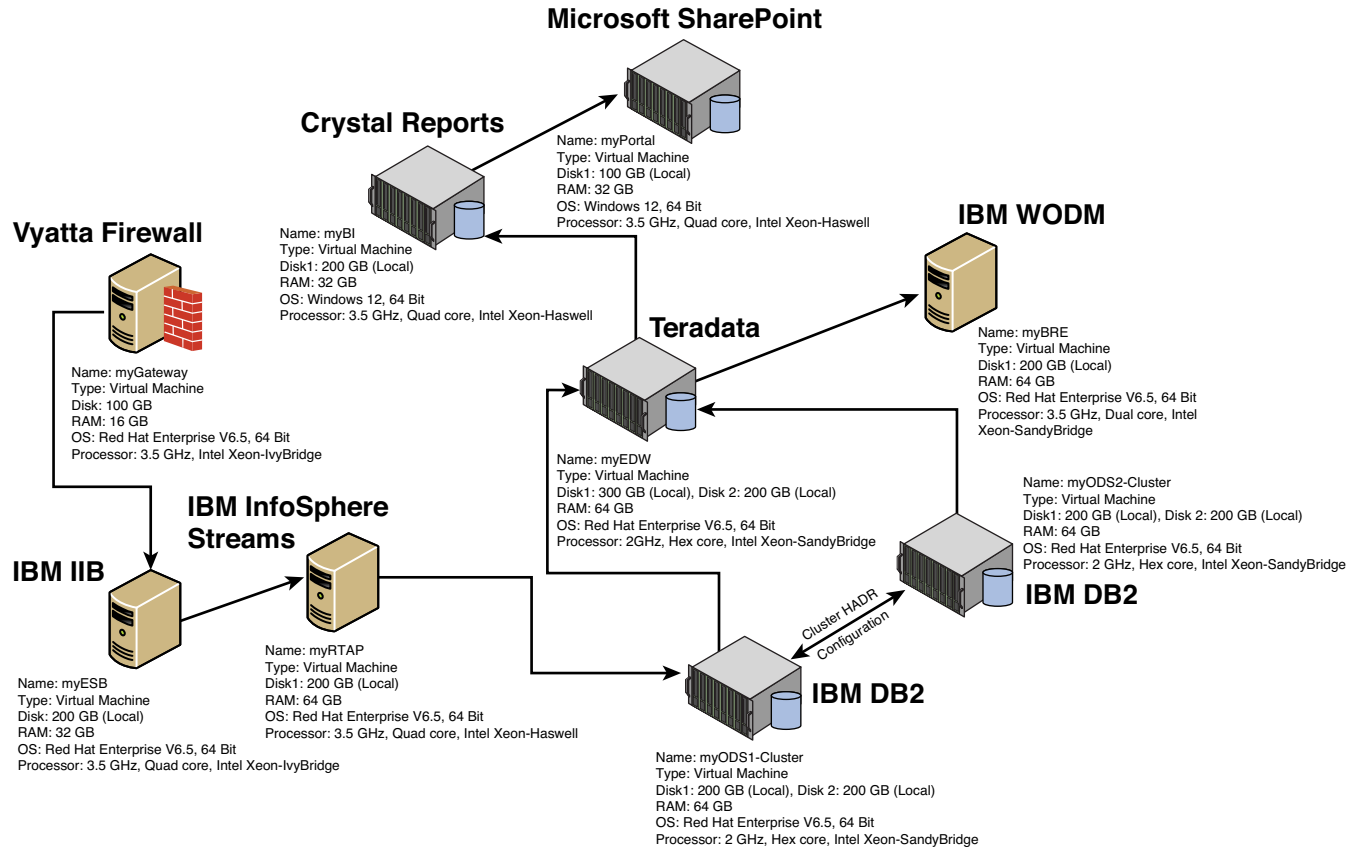 Microsoft SharePoint
Name: myPortal
Type: Virtual Machine
Disk1: 100 GB (Local)
RAM: 32 GB
OS: Windows 12, 64 Bit
Processor: 3.5 GHz, Quad core, Intel Xeon-Haswell
Crystal Reports
Name: myBI
Type: Virtual Machine
Disk1: 200 GB (Local)
RAM: 32 GB
OS: Windows 12, 64 Bit
Processor: 3.5 GHz, Quad core, Intel Xeon-Haswell
Vyatta Firewall
Name: myGateway
Type: Virtual Machine
Disk: 100 GB
RAM: 16 GB
OS: Red Hat Enterprise V6.5, 64 Bit
Processor: 3.5 GHz, Intel Xeon-IvyBridge
IBM WODM
Name: myBRE
Type: Virtual Machine
Disk1: 200 GB (Local)
RAM: 64 GB
OS: Red Hat Enterprise V6.5, 64 Bit
Processor: 3.5 GHz, Dual core, Intel
Xeon-SandyBridge
Teradata
Name: myEDW
Type: Virtual Machine
Disk1: 300 GB (Local), Disk 2: 200 GB (Local)
RAM: 64 GB
OS: Red Hat Enterprise V6.5, 64 Bit
Processor: 2GHz, Hex core, Intel Xeon-SandyBridge
Name: myODS2-Cluster
Type: Virtual Machine
Disk1: 200 GB (Local), Disk 2: 200 GB (Local)
RAM: 64 GB
OS: Red Hat Enterprise V6.5, 64 Bit
Processor: 2 GHz, Hex core, Intel Xeon-SandyBridge
IBM DB2
IBM InfoSphere
Streams
Name: myRTAP
Type: Virtual Machine
Disk1: 200 GB (Local)
RAM: 64 GB
OS: Red Hat Enterprise V6.5, 64 Bit
Processor: 3.5 GHz, Quad core, Intel Xeon-Haswell
IBM IIB
Name: myESB
Type: Virtual Machine
Disk: 200 GB (Local)
RAM: 32 GB
OS: Red Hat Enterprise V6.5, 64 Bit
Processor: 3.5 GHz, Quad core, Intel Xeon-IvyBridge
Cluster HADR
Configuration
IBM DB2
Name: myODS1-Cluster
Type: Virtual Machine
Disk1: 200 GB (Local), Disk 2: 200 GB (Local)
RAM: 64 GB
OS: Red Hat Enterprise V6.5, 64 Bit
Processor: 2 GHz, Hex core, Intel Xeon-SandyBridge